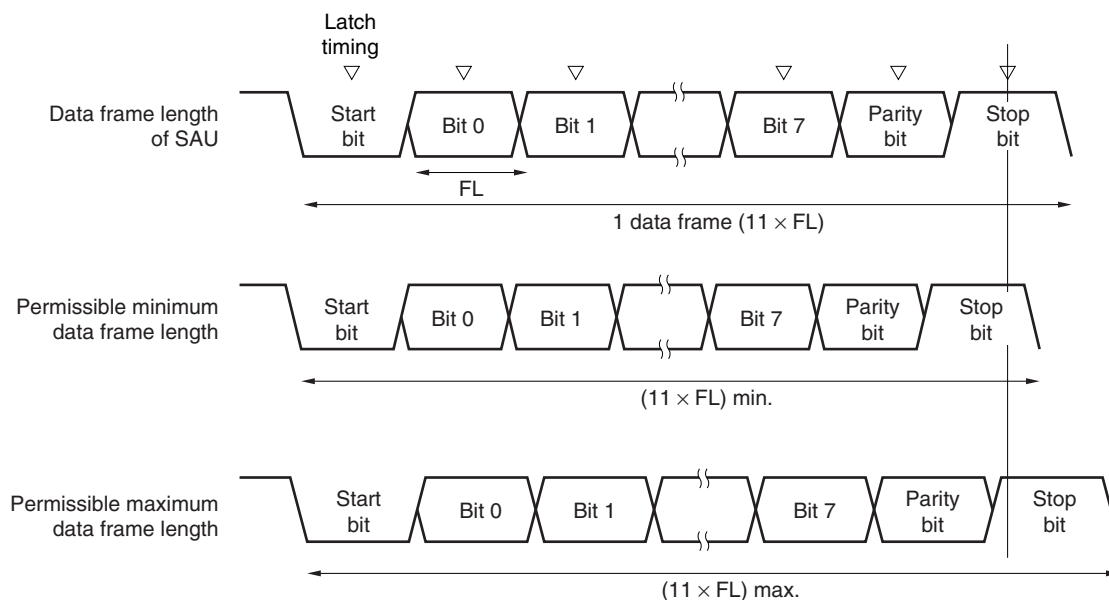 Latch
timing
Data frame length
of SAU
Start
bit
Bit 0
Bit 1
Bit 7
Parity
bit
Stop
bit
FL
1 data frame (11 × FL)
Permissible minimum
data frame length
Start
bit
Bit 0
Bit 1
Bit 7
Parity
bit
Stop
bit
(11 × FL) min.
Permissible maximum
data frame length
Start
bit
Bit 0
Bit 1
Bit 7
Parity
bit
Stop
bit
(11 × FL) max.